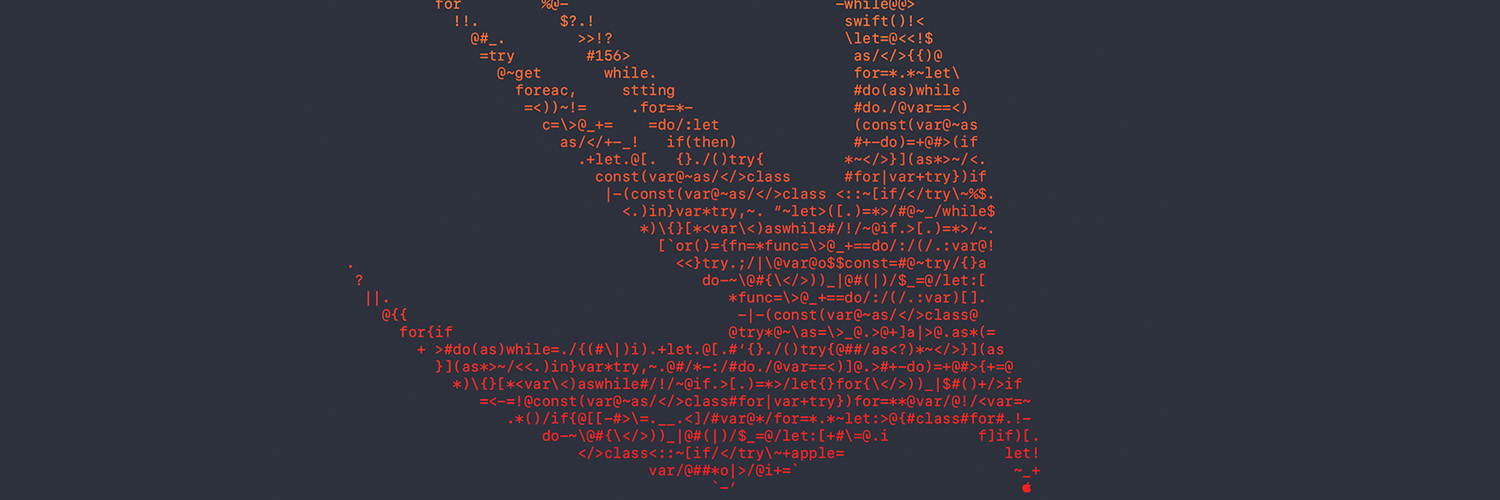 for %@- -while@@>
!!. $?.! swift()!<
@#_. >>!? \let=@<<!$
=try #156> as/</>{{)@
@~get while. for=*.*~let\
foreac, stting #do(as)while
=<))~!= .for=*- #do./@var==<)
c=\>@_+= =do/:let (const(var@~as
as/</+-_! if(then) #+-do)=+@#>(if
.+let.@[. {}./()try{ *~</>}](as*>~/<.
const(var@~as/</>class #for|var+try})if
|-(const(var@~as/</>class <::~[if/</try\~%$.
<.)in}var*try,~. “~let>([.)=*>/#@~_/while$
*)\{}[*<var\<)aswhile#/!/~@if.>[.)=*>/~.
[`or()={fn=*func=\>@_+==do/:/(/.:var@!
. <<}try.;/|\@var@o$$const=#@~try/{}a
? do-~\@#{\</>))_|@#(|)/$_=@/let:[
||. *func=\>@_+==do/:/(/.:var)[].
@{{ -|-(const(var@~as/</>class@
for{if @try*@~\as=\>_@.>@+]a|>@.as*(=
+ >#do(as)while=./{(#\|)i).+let.@[.#’{}./()try{@##/as<?)*~</>}](as
}](as*>~/<<.)in}var*try,~.@#/*-:/#do./@var==<)]@.>#+-do)=+@#>{+=@
*)\{}[*<var\<)aswhile#/!/~@if.>[.)=*>/let{}for{\</>))_|$#()+/>if
=<-=!@const(var@~as/</>class#for|var+try})for=**@var/@!/<var=~
.*()/if{@[[-#>\=.__.<]/#var@*/for=*.*~let:>@{#class#for#.!-
do-~\@#{\</>))_|@#(|)/$_=@/let:[+#\=@.i f]if)[.
</>class<::~[if/</try\~+apple= let!
var/@##*o|>/@i+=` ~_+
`-’